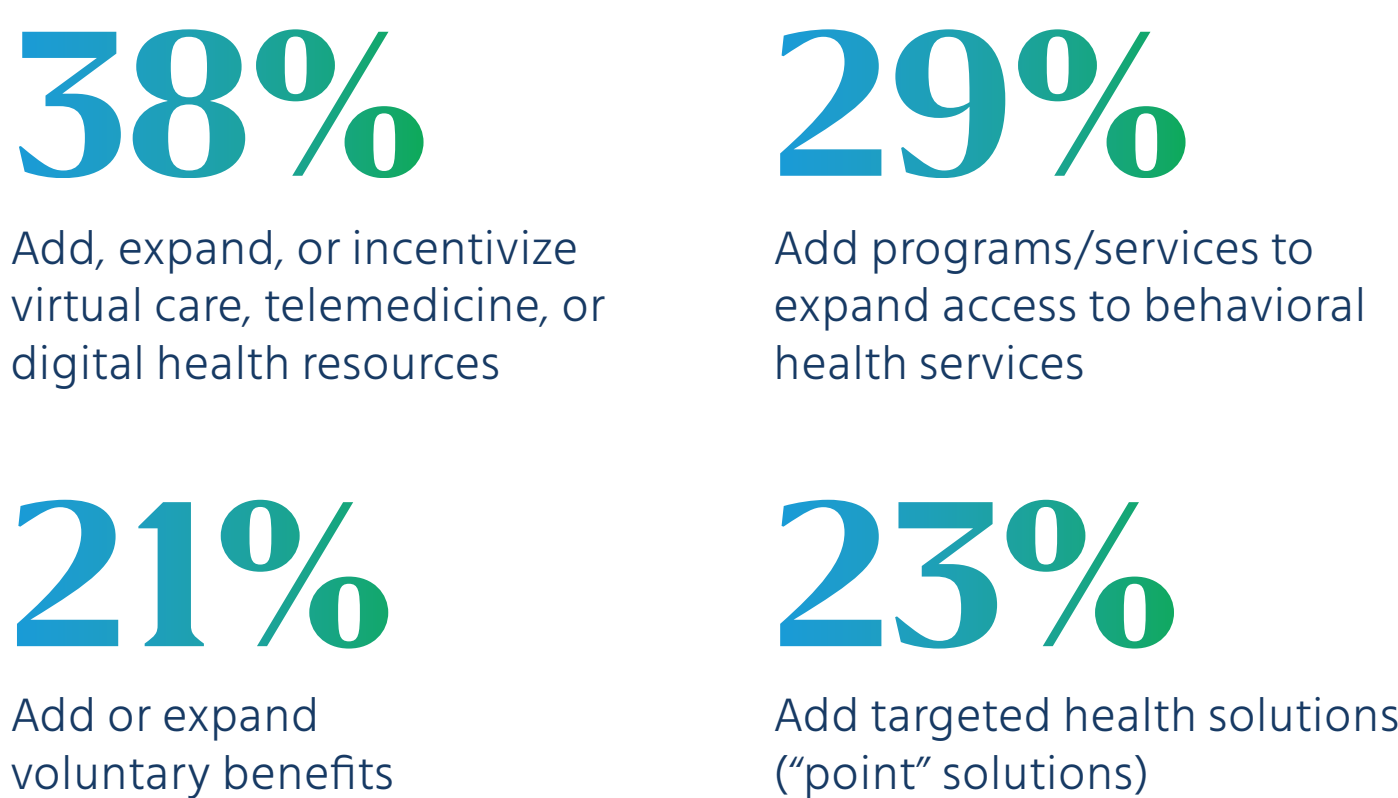 38%
Add, expand, or incentivize
virtual care, telemedicine, or
digital health resources
29%
Add programs/services to
expand access to behavioral
health services
21%
Add or expand
voluntary benefits
23%
Add targeted health solutions
(“point” solutions)